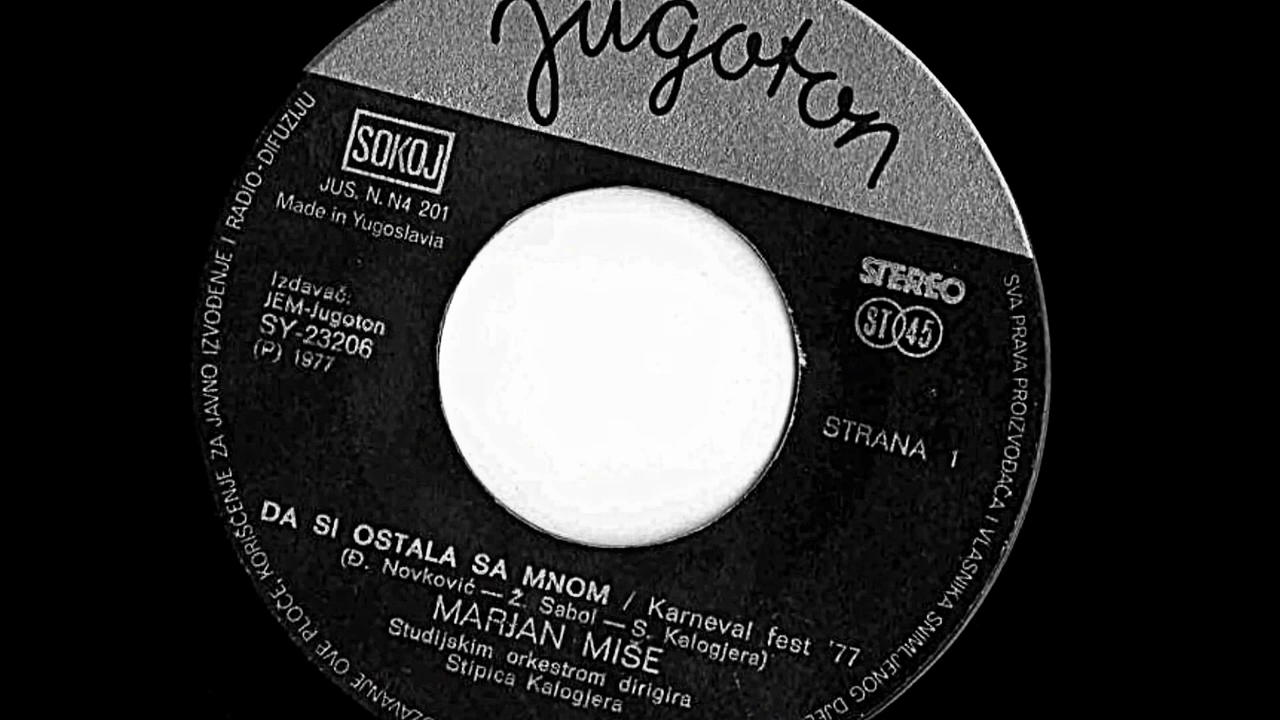 jugoton
SOKOJ
JUS. N. N4 201
Made in Yugoslavia
Izdavač:
JEM-Jugoton
SY-23206
(P) 1977
STEREO
ST 45
STRANA 1
DA SI OSTALA SA MNOM / Karneval fest '77
(Đ. Novković — Ž. Sabol — S. Kalogjera)
MARJAN MIŠE
Studijskim orkestrom dirigira
Stipica Kalogjera
SVA PRAVA PROIZVOĐAČA I VLASNIKA SNIMLJENOG
OVE PLOČE, KORIŠĆENJE ZA JAVNO IZVOĐENJE I RADIO-DIFUZIJU